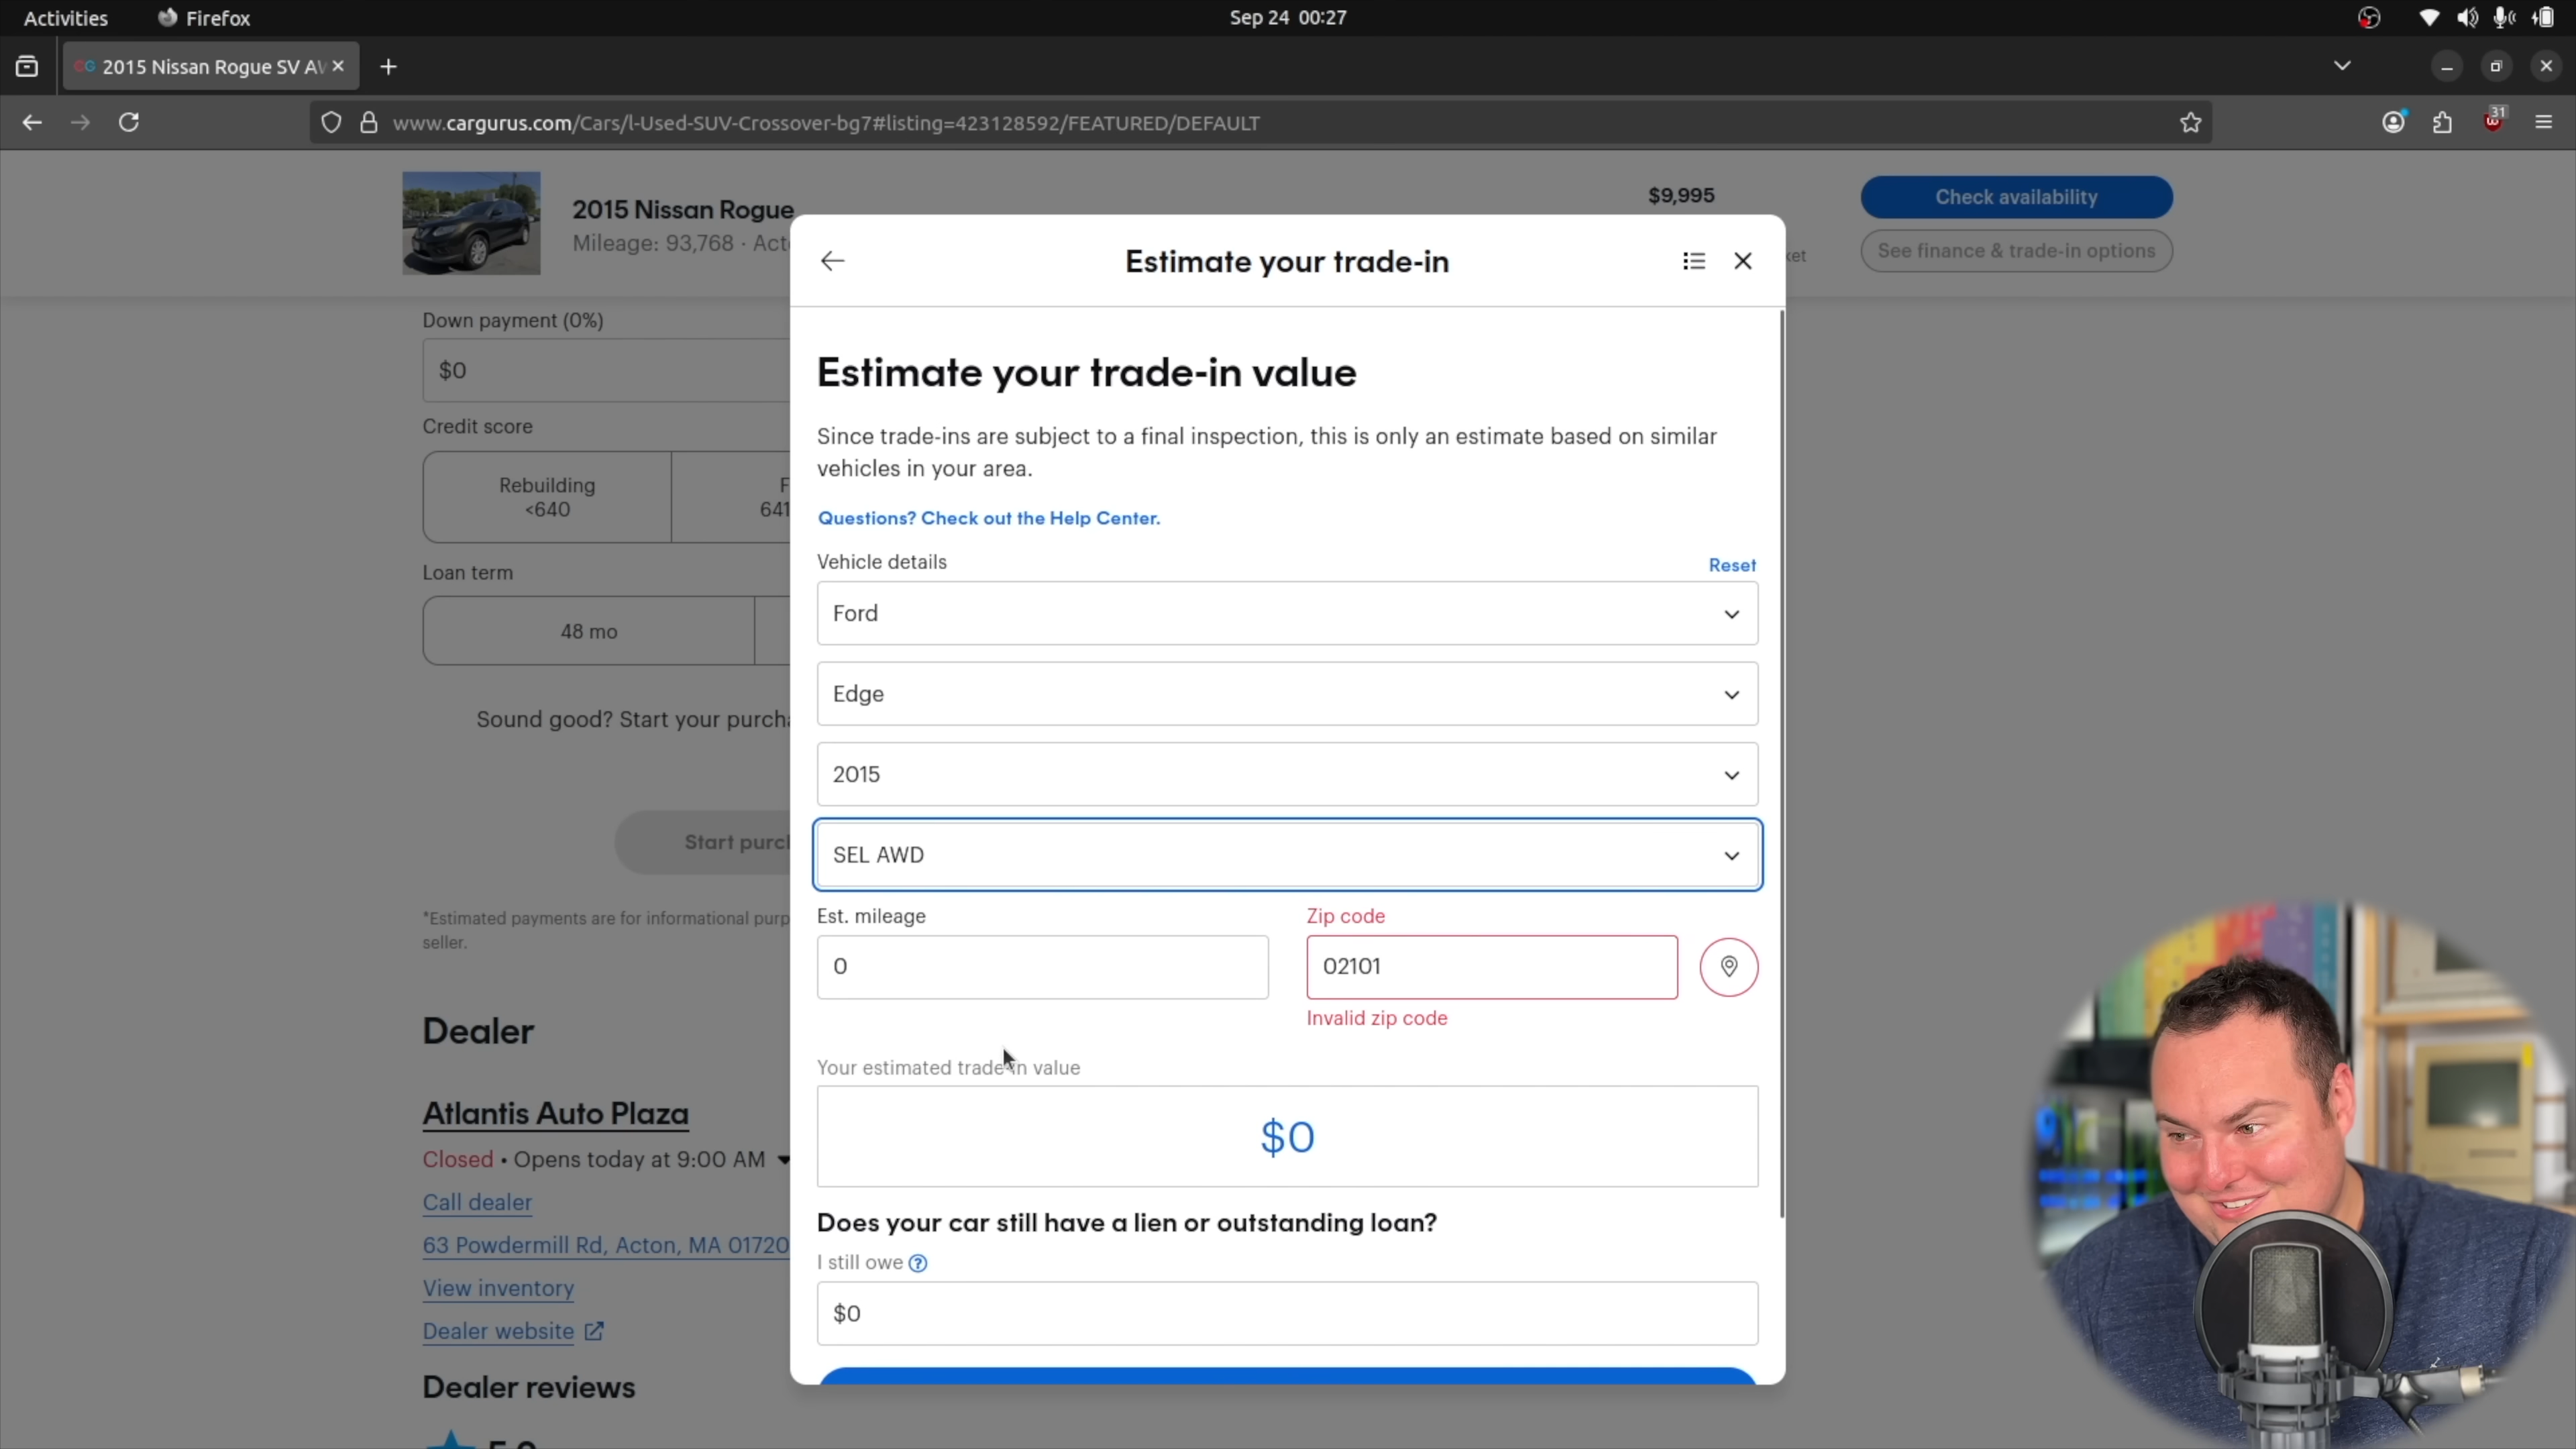 Activities
Firefox
Sep 24 00:27
2015 Nissan Rogue SV AV
www.cargurus.com/Cars/l-Used-SUV-Crossover-bg7#listing=423128592/FEATURED/DEFAULT
31
2015 Nissan Rogue
Mileage: 93,768 · Act
$9,995
ket
Check availability
See finance & trade-in options
Down payment (0%)
$0
Credit score
Rebuilding
<640
F
641
Loan term
48 mo
Sound good? Start your purcha
Start purcl
*Estimated payments are for informational purp
seller.
Dealer
Atlantis Auto Plaza
Closed • Opens today at 9:00 AM
Call dealer
63 Powdermill Rd, Acton, MA 01720
View inventory
Dealer website
Dealer reviews
Estimate your trade-in
Estimate your trade-in value
Since trade-ins are subject to a final inspection, this is only an estimate based on similar
vehicles in your area.
Questions? Check out the Help Center.
Vehicle details
Reset
Ford
Edge
2015
SEL AWD
Est. mileage
Zip code
0
02101
Invalid zip code
Your estimated trade-in value
$0
Does your car still have a lien or outstanding loan?
I still owe ?
$0